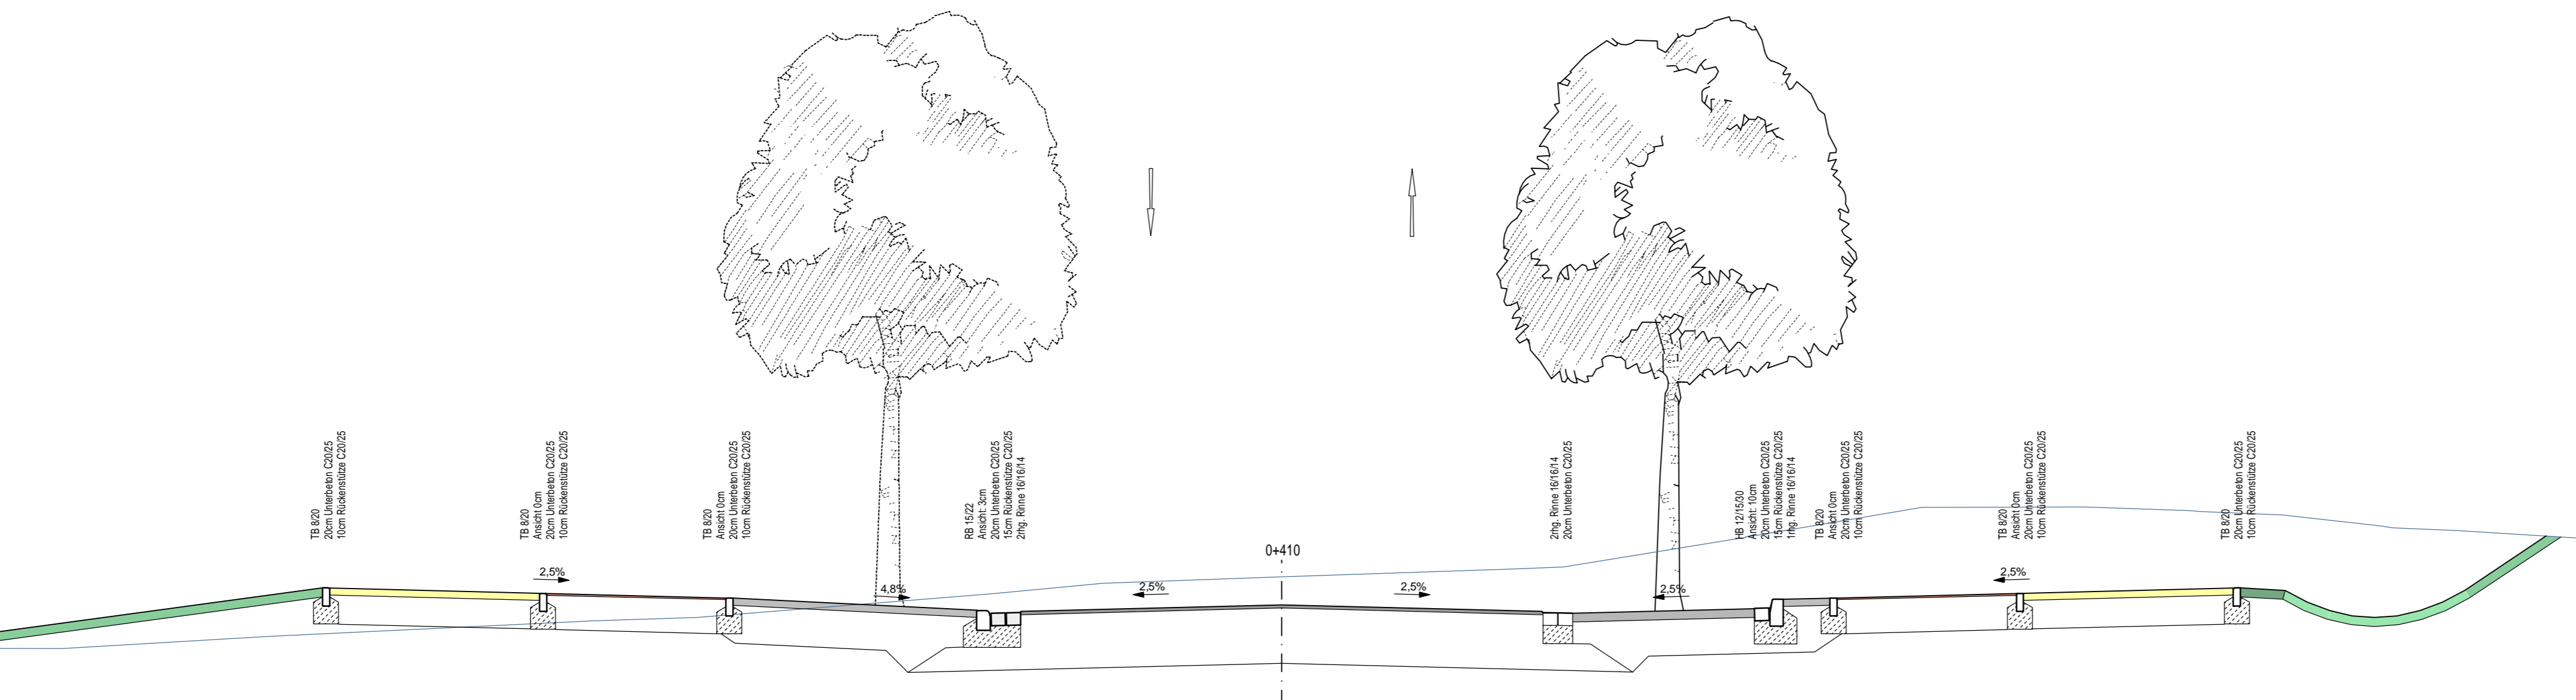 TB 8/20
20cm Unterbeton C20/25
10cm Rückenstütze C20/25
TB 8/20
Ansicht 0cm
20cm Unterbeton C20/25
10cm Rückenstütze C20/25
TB 8/20
Ansicht 0cm
20cm Unterbeton C20/25
10cm Rückenstütze C20/25
RB 15/22
Ansicht: 3cm
20cm Unterbeton C20/25
15cm Rückenstütze C20/25
2rhg. Rinne 16/16/14
2rhg. Rinne 16/16/14
20cm Unterbeton C20/25
HB 12/15/30
Ansicht: 10cm
20cm Unterbeton C20/25
15cm Rückenstütze C20/25
1rhg. Rinne 16/16/14
TB 8/20
Ansicht 0cm
20cm Unterbeton C20/25
10cm Rückenstütze C20/25
TB 8/20
Ansicht 0cm
20cm Unterbeton C20/25
10cm Rückenstütze C20/25
TB 8/20
20cm Unterbeton C20/25
10cm Rückenstütze C20/25
0+410
2,5%
4,8%
2,5%
2,5%
2,5%
2,5%